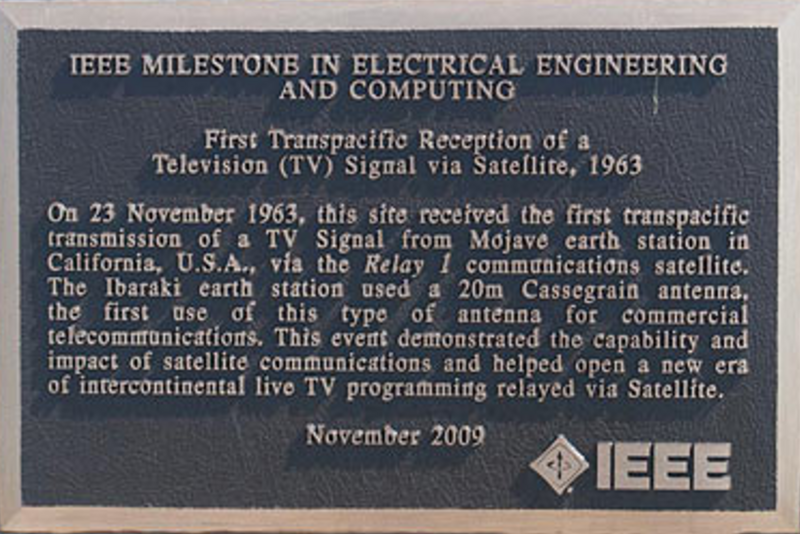 IEEE MILESTONE IN ELECTRICAL ENGINEERING
AND COMPUTING
First Transpacific Reception of a
Television (TV) Signal via Satellite, 1963
On 23 November 1963, this site received the first transpacific
transmission of a TV Signal from Mojave earth station in
California, U.S.A., via the Relay 1 communications satellite.
The Ibaraki earth station used a 20m Cassegrain antenna,
the first use of this type of antenna for commercial
telecommunications. This event demonstrated the capability and
impact of satellite communications and helped open a new era
of intercontinental live TV programming relayed via Satellite.
November 2009
IEEE